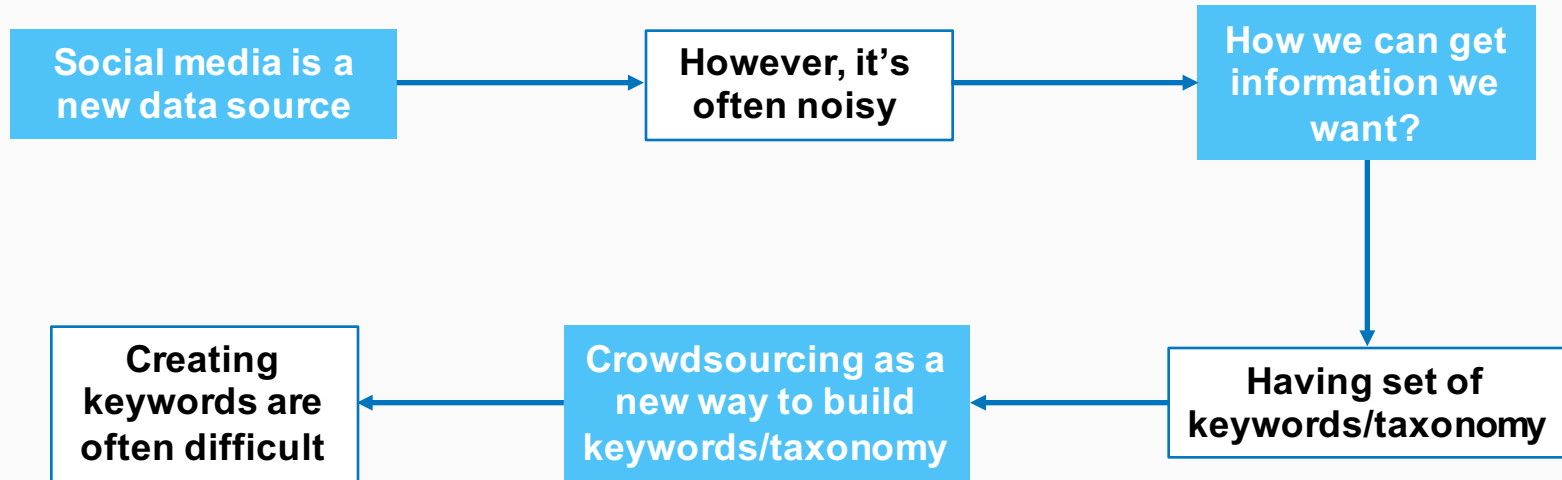 Social media is a
new data source
However, it’s
often noisy
How we can get
information we
want?
Having set of
keywords/taxonomy
Crowdsourcing as a
new way to build
keywords/taxonomy
Creating
keywords are
often difficult